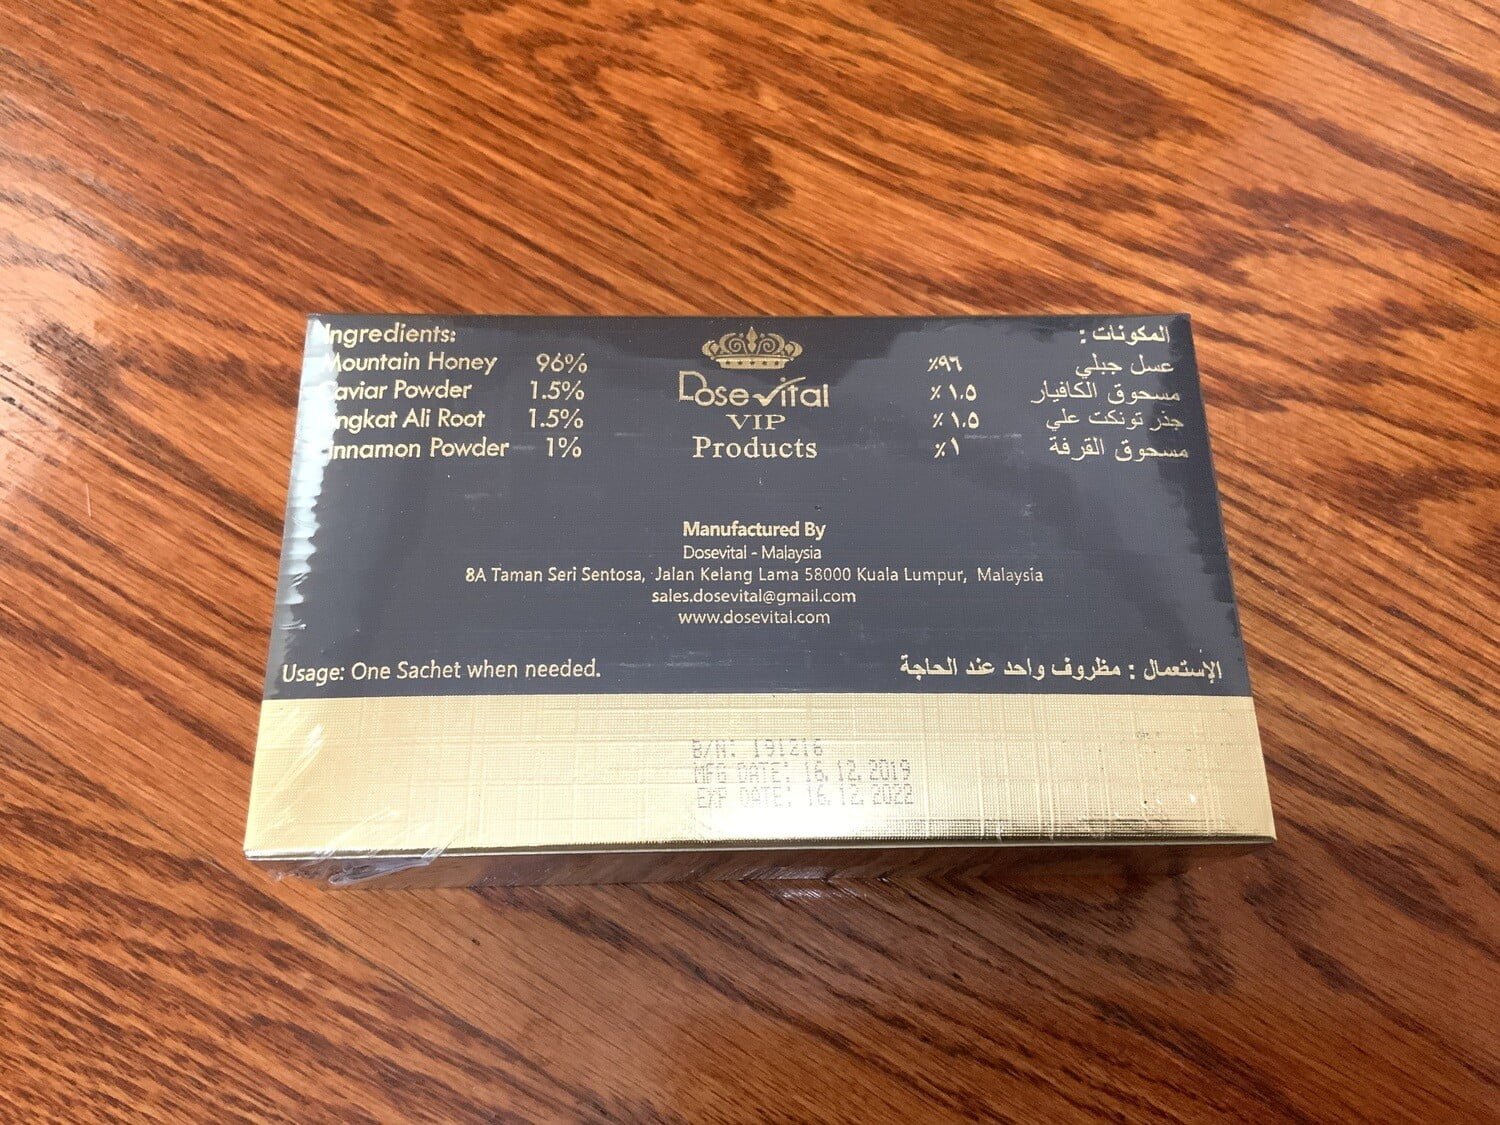 Ingredients:
Mountain Honey 96%
Caviar Powder 1.5%
Tongkat Ali Root 1.5%
Cinnamon Powder 1%
Dosevital
VIP
Products
المكونات :
عسل جبلي ٩٦٪
مسحوق الكافيار ١.٥ ٪
جذر تونكت علي ١.٥ ٪
مسحوق القرفة ١ ٪
Manufactured By
Dosevital - Malaysia
8A Taman Seri Sentosa, Jalan Kelang Lama 58000 Kuala Lumpur, Malaysia
sales.dosevital@gmail.com
www.dosevital.com
Usage: One Sachet when needed.
الإستعمال : مظروف واحد عند الحاجة
B/N: 191216
MFG DATE: 16.12.2019
EXP DATE: 16.12.2022